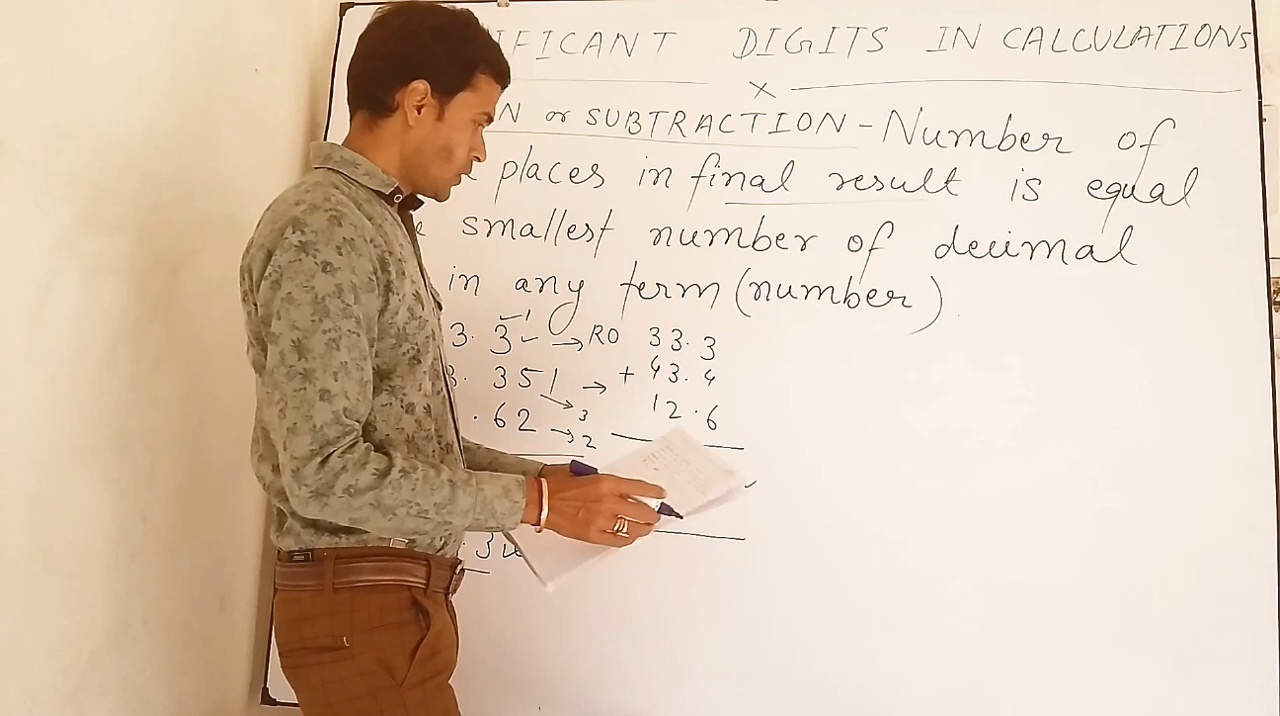 IFICANT DIGITS IN CALCULATIONS
x
N or SUBTRACTION - Number of
places in final result is equal
smallest number of decimal
in any term (number)
3. 3 → RO 33.3
3. 351 → + 43.4
→ 3
.62 → 2 12.6